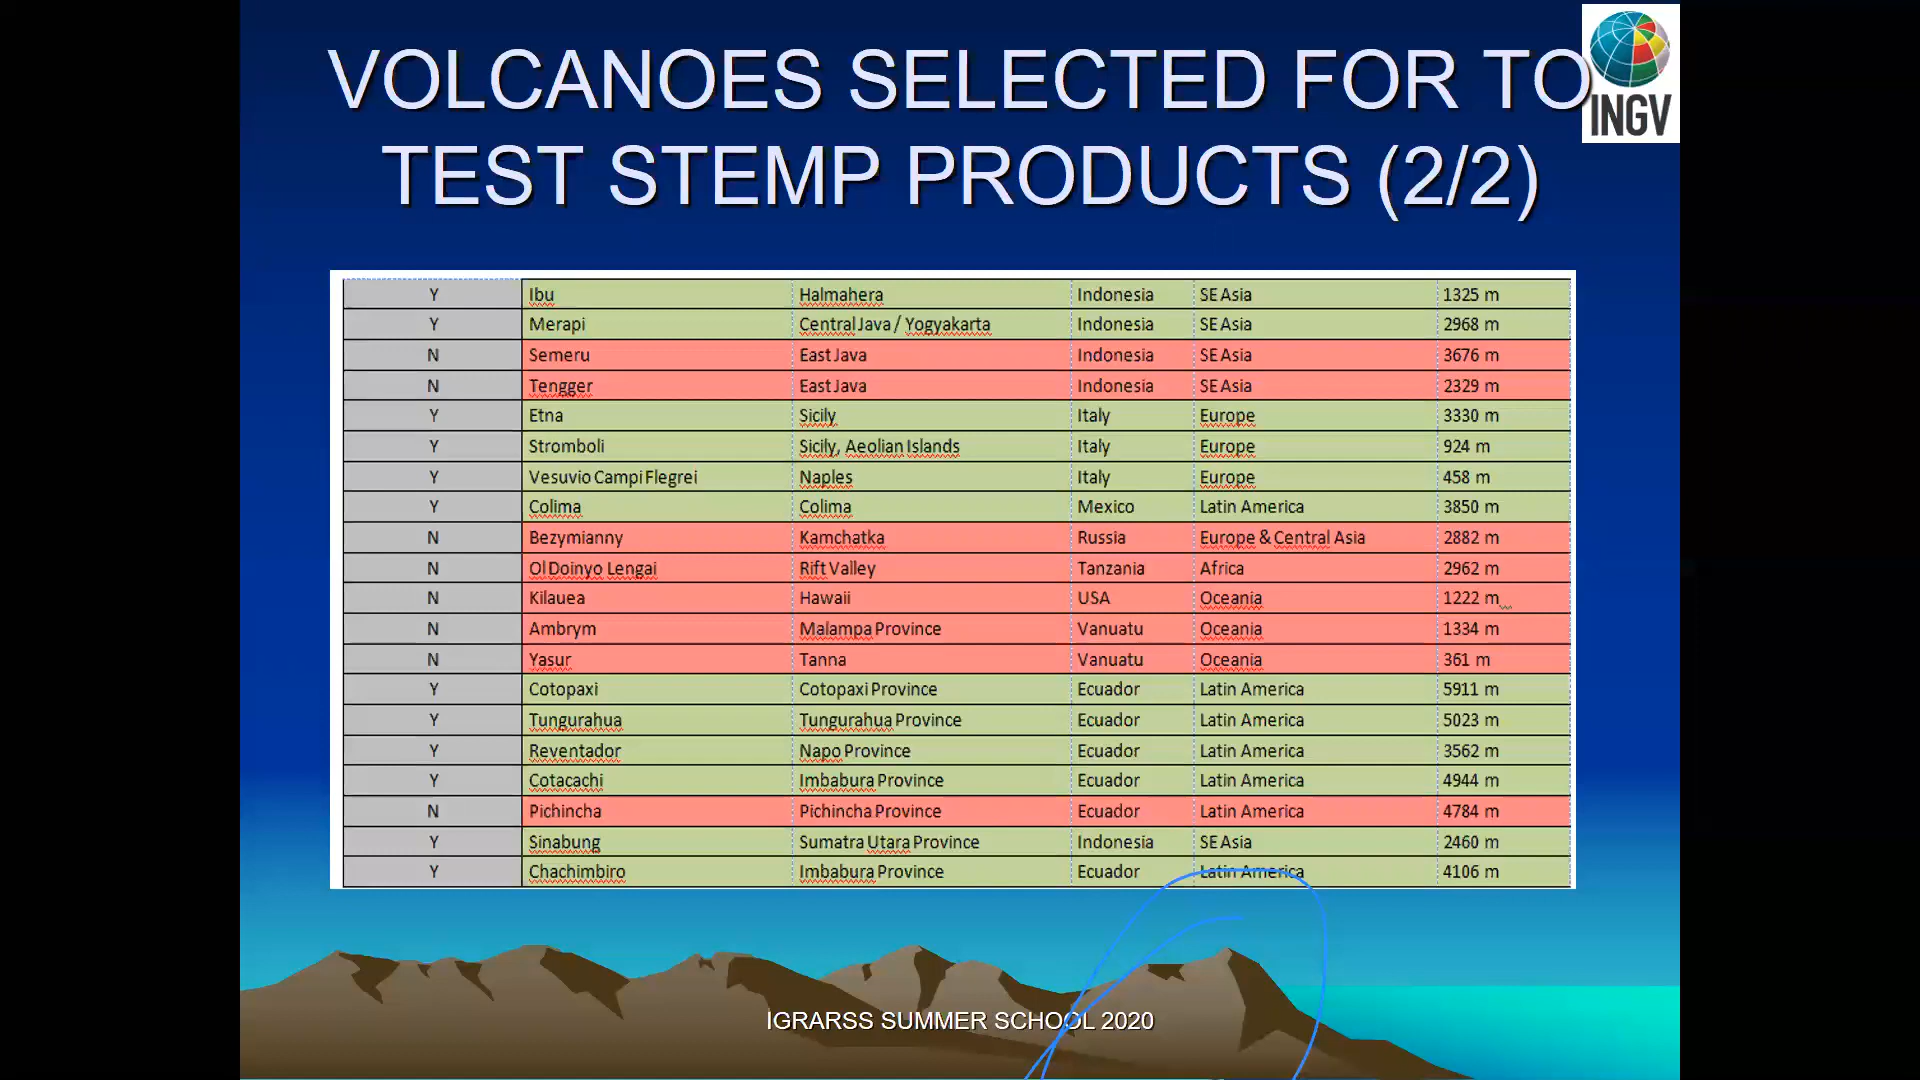 VOLCANOES SELECTED FOR TO
TEST STEMP PRODUCTS (2/2)
INGV
Y Ibu Halmahera Indonesia SE Asia 1325 m
Y Merapi Central Java / Yogyakarta Indonesia SE Asia 2968 m
N Semeru East Java Indonesia SE Asia 3676 m
N Tengger East Java Indonesia SE Asia 2329 m
Y Etna Sicily Italy Europe 3330 m
Y Stromboli Sicily, Aeolian Islands Italy Europe 924 m
Y Vesuvio Campi Flegrei Naples Italy Europe 458 m
Y Colima Colima Mexico Latin America 3850 m
N Bezymianny Kamchatka Russia Europe & Central Asia 2882 m
N Ol Doinyo Lengai Rift Valley Tanzania Africa 2962 m
N Kilauea Hawaii USA Oceania 1222 m
N Ambrym Malampa Province Vanuatu Oceania 1334 m
N Yasur Tanna Vanuatu Oceania 361 m
Y Cotopaxi Cotopaxi Province Ecuador Latin America 5911 m
Y Tungurahua Tungurahua Province Ecuador Latin America 5023 m
Y Reventador Napo Province Ecuador Latin America 3562 m
Y Cotacachi Imbabura Province Ecuador Latin America 4944 m
N Pichincha Pichincha Province Ecuador Latin America 4784 m
Y Sinabung Sumatra Utara Province Indonesia SE Asia 2460 m
Y Chachimbiro Imbabura Province Ecuador Latin America 4106 m
IGRARSS SUMMER SCHOOL 2020